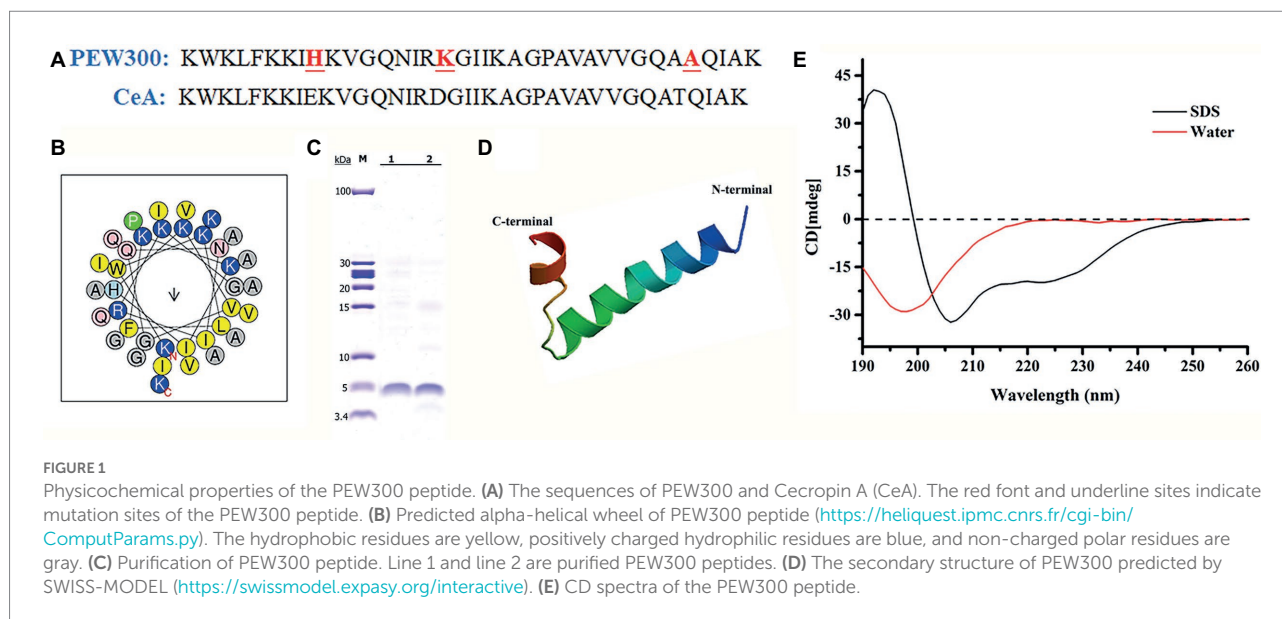 A PEW300: KWKLFKKIHKVGQNIRKGIIKAGPAVAVVGQAAQIAK
CeA: KWKLFKKIEKVGQNIRDGIIKAGPAVAVVGQATQIAK
B
P I V K
K K K K
Q Q N A
I W K A
A H G A
Q R V V
G F L
G G K I I A
I V A
K
N
C
C
kDa M 1 2
100
30
20
15
10
5
3.4
D
C-terminal
N-terminal
E
SDS
Water
45
30
15
0
-15
-30
CD[mdeg]
190 200 210 220 230 240 250 260
Wavelength (nm)
FIGURE 1
Physicochemical properties of the PEW300 peptide. (A) The sequences of PEW300 and Cecropin A (CeA). The red font and underline sites indicate
mutation sites of the PEW300 peptide. (B) Predicted alpha-helical wheel of PEW300 peptide (https://heliquest.ipmc.cnrs.fr/cgi-bin/
ComputParams.py). The hydrophobic residues are yellow, positively charged hydrophilic residues are blue, and non-charged polar residues are
gray. (C) Purification of PEW300 peptide. Line 1 and line 2 are purified PEW300 peptides. (D) The secondary structure of PEW300 predicted by
SWISS-MODEL (https://swissmodel.expasy.org/interactive). (E) CD spectra of the PEW300 peptide.